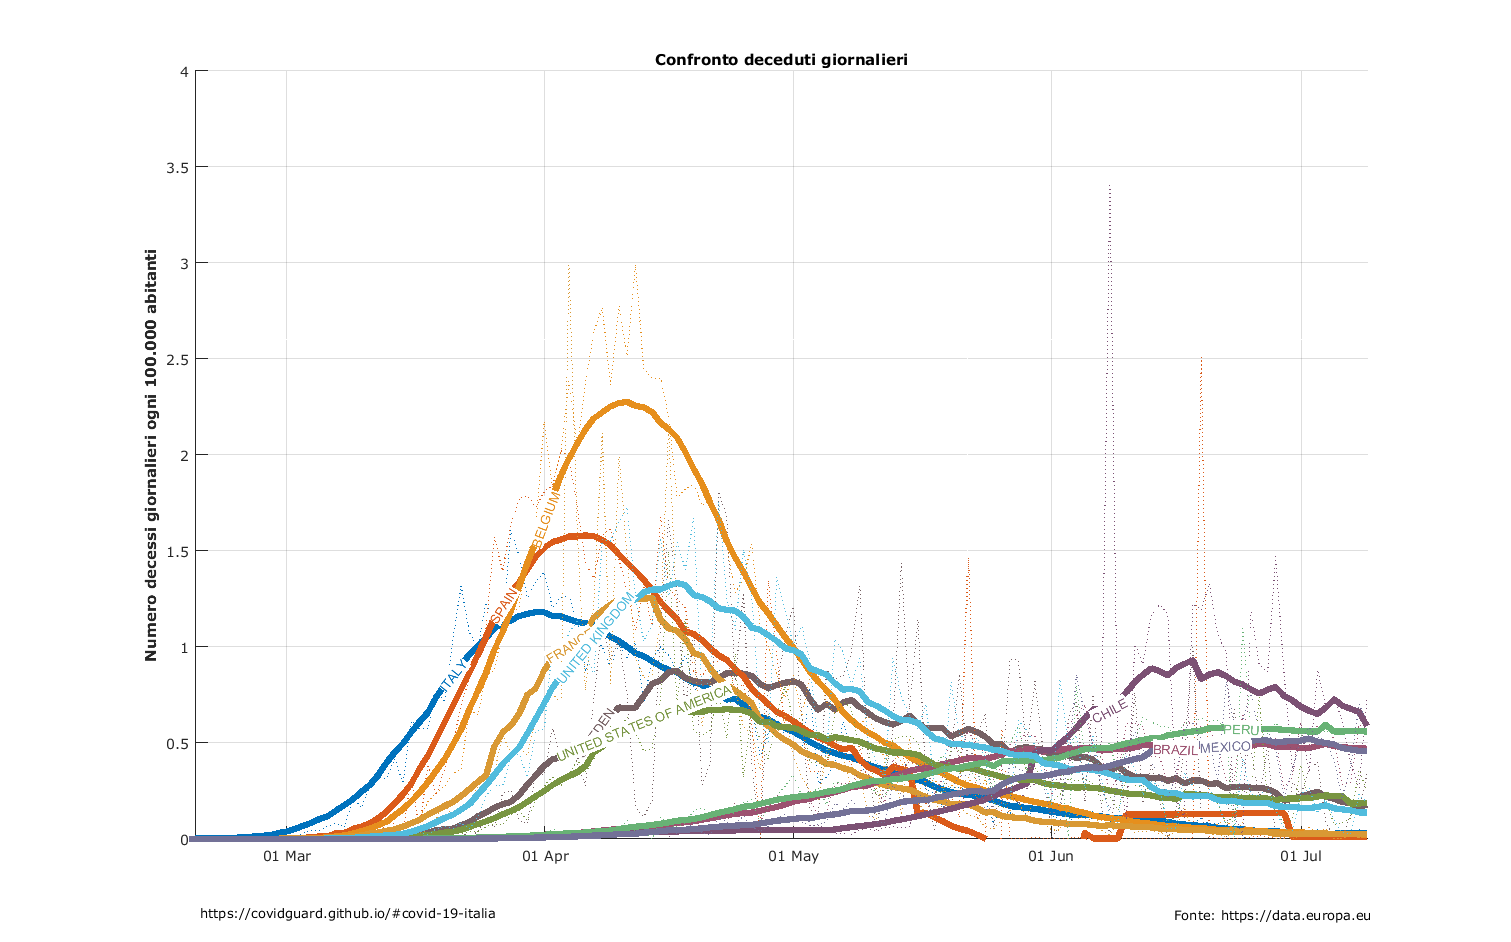 Confronto deceduti giornalieri
Numero decessi giornalieri ogni 100.000 abitanti
4
3.5
3
2.5
2
1.5
1
0.5
0
01 Mar
01 Apr
01 May
01 Jun
01 Jul
ITALY
SPAIN
BELGIUM
UNITED KINGDOM
UNITED STATES OF AMERICA
CHILE
PERU
BRAZIL
MEXICO
https://covidguard.github.io/#covid-19-italia
Fonte: https://data.europa.eu